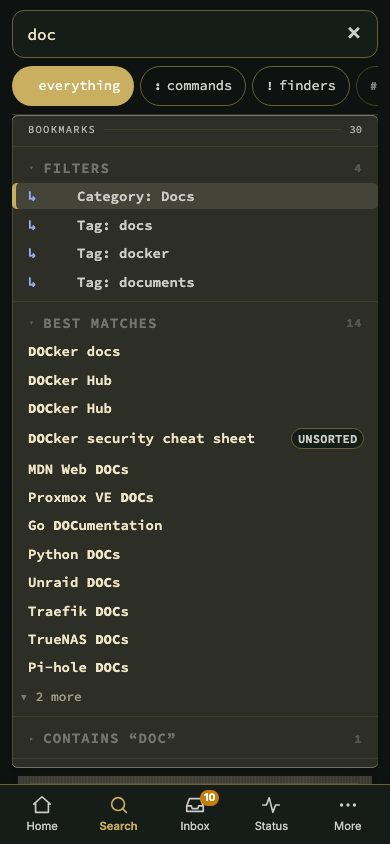 doc ×
everything : commands ! finders #
BOOKMARKS 30
FILTERS 4
↳ Category: Docs
↳ Tag: docs
↳ Tag: docker
↳ Tag: documents
BEST MATCHES 14
DOCker docs
DOCker Hub
DOCker Hub
DOCker security cheat sheet UNSORTED
MDN Web DOCs
Proxmox VE DOCs
Go DOCumentation
Python DOCs
Unraid DOCs
Traefik DOCs
TrueNAS DOCs
Pi-hole DOCs
▾ 2 more
▸ CONTAINS “DOC” 1
10
Home Search Inbox Status More